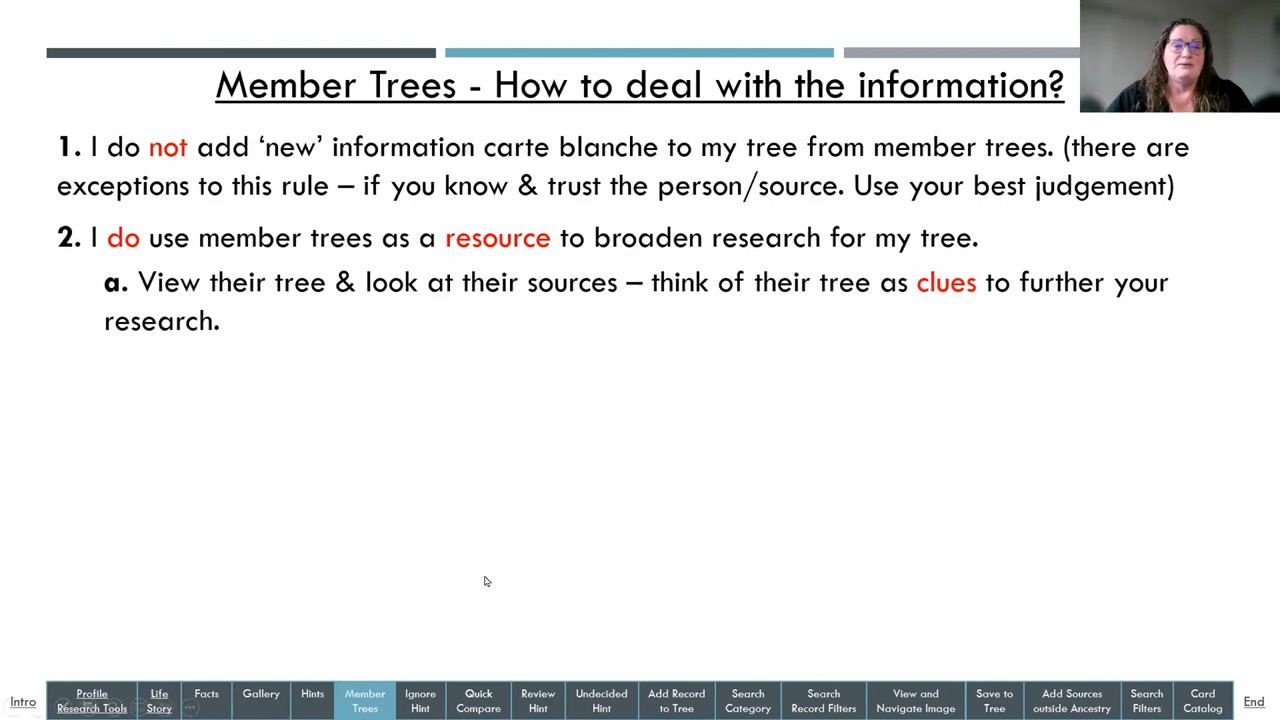 Member Trees - How to deal with the information?
1. I do not add ‘new’ information carte blanche to my tree from member trees. (there are
exceptions to this rule – if you know & trust the person/source. Use your best judgement)
2. I do use member trees as a resource to broaden research for my tree.
a. View their tree & look at their sources – think of their tree as clues to further your
research.
Intro
Profile
Research Tools
Life
Story
Facts
Gallery
Hints
Member
Trees
Ignore
Hint
Quick
Compare
Review
Hint
Undecided
Hint
Add Record
to Tree
Search
Category
Search
Record Filters
View and
Navigate Image
Save to
Tree
Add Sources
outside Ancestry
Search
Filters
Card
Catalog
End